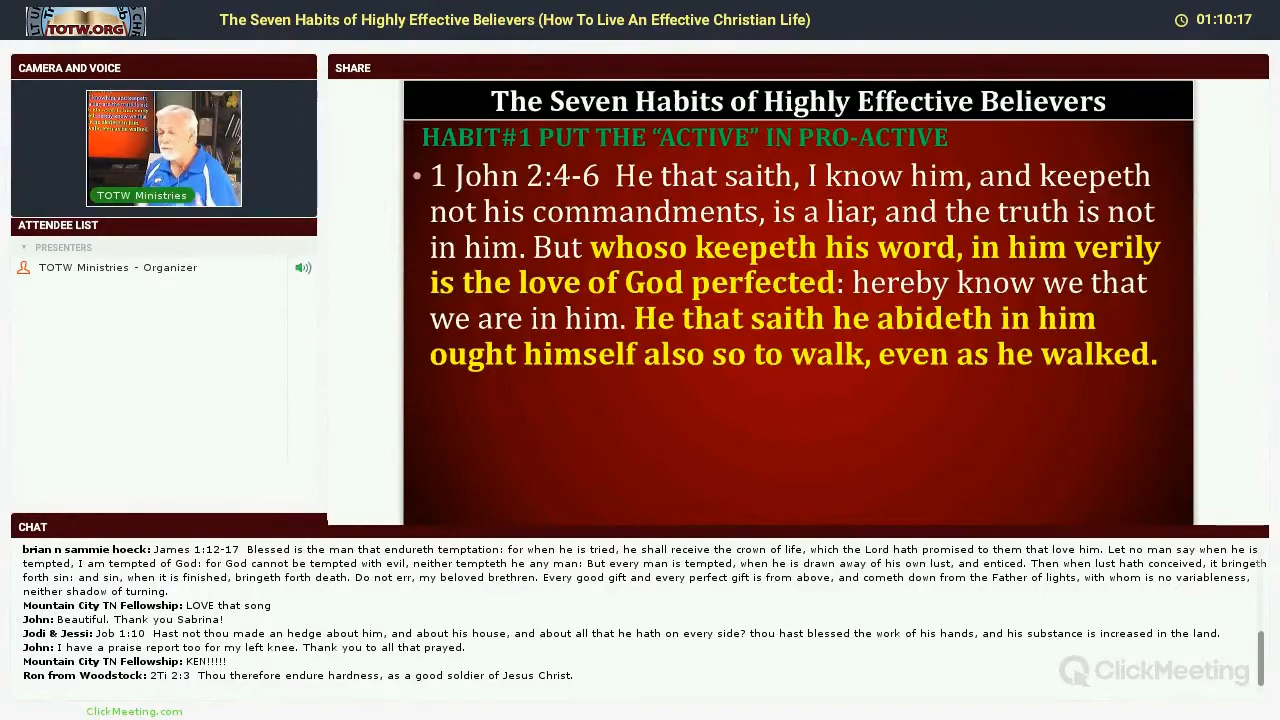 TOTW.ORG
The Seven Habits of Highly Effective Believers (How To Live An Effective Christian Life)
01:10:17
CAMERA AND VOICE
TOTW Ministries
ATTENDEE LIST
PRESENTERS
TOTW Ministries - Organizer
SHARE
The Seven Habits of Highly Effective Believers
HABIT#1 PUT THE “ACTIVE” IN PRO-ACTIVE
• 1 John 2:4-6 He that saith, I know him, and keepeth
not his commandments, is a liar, and the truth is not
in him. But whoso keepeth his word, in him verily
is the love of God perfected: hereby know we that
we are in him. He that saith he abideth in him
ought himself also so to walk, even as he walked.
CHAT
brian n sammie hoeck: James 1:12-17 Blessed is the man that endureth temptation: for when he is tried, he shall receive the crown of life, which the Lord hath promised to them that love him. Let no man say when he is
tempted, I am tempted of God: for God cannot be tempted with evil, neither tempteth he any man: But every man is tempted, when he is drawn away of his own lust, and enticed. Then when lust hath conceived, it bringeth
forth sin: and sin, when it is finished, bringeth forth death. Do not err, my beloved brethren. Every good gift and every perfect gift is from above, and cometh down from the Father of lights, with whom is no variableness,
neither shadow of turning.
Mountain City TN Fellowship: LOVE that song
John: Beautiful. Thank you Sabrina!
Jodi & Jessi: Job 1:10 Hast not thou made an hedge about him, and about his house, and about all that he hath on every side? thou hast blessed the work of his hands, and his substance is increased in the land.
John: I have a praise report too for my left knee. Thank you to all that prayed.
Mountain City TN Fellowship: KEN!!!!!
Ron from Woodstock: 2Ti 2:3 Thou therefore endure hardness, as a good soldier of Jesus Christ.
ClickMeeting
ClickMeeting.com